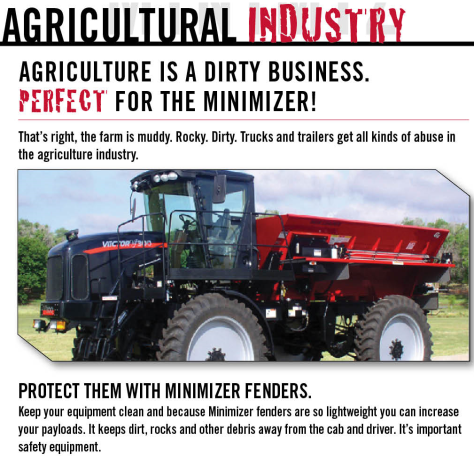 AGRICULTURAL INDUSTRY
AGRICULTURE IS A DIRTY BUSINESS.
PERFECT FOR THE MINIMIZER!
That's right, the farm is muddy. Rocky. Dirty. Trucks and trailers get all kinds of abuse in
the agriculture industry.
VECTOR
PROTECT THEM WITH MINIMIZER FENDERS.
Keep your equipment clean and because Minimizer fenders are so lightweight you can increase
your payloads. It keeps dirt, rocks and other debris away from the cab and driver. It's important
safety equipment.